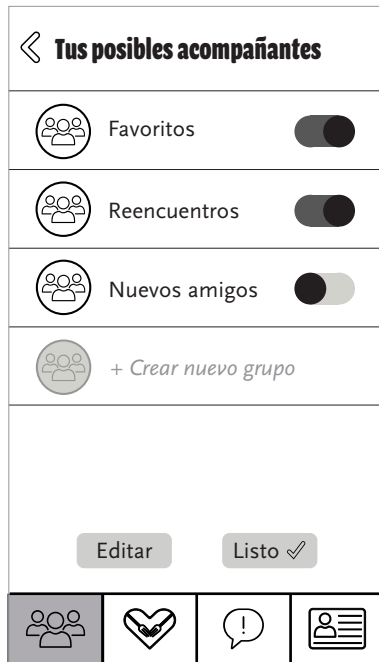 Tus posibles acompañantes
Favoritos
Reencuentros
Nuevos amigos
+ Crear nuevo grupo
Editar
Listo